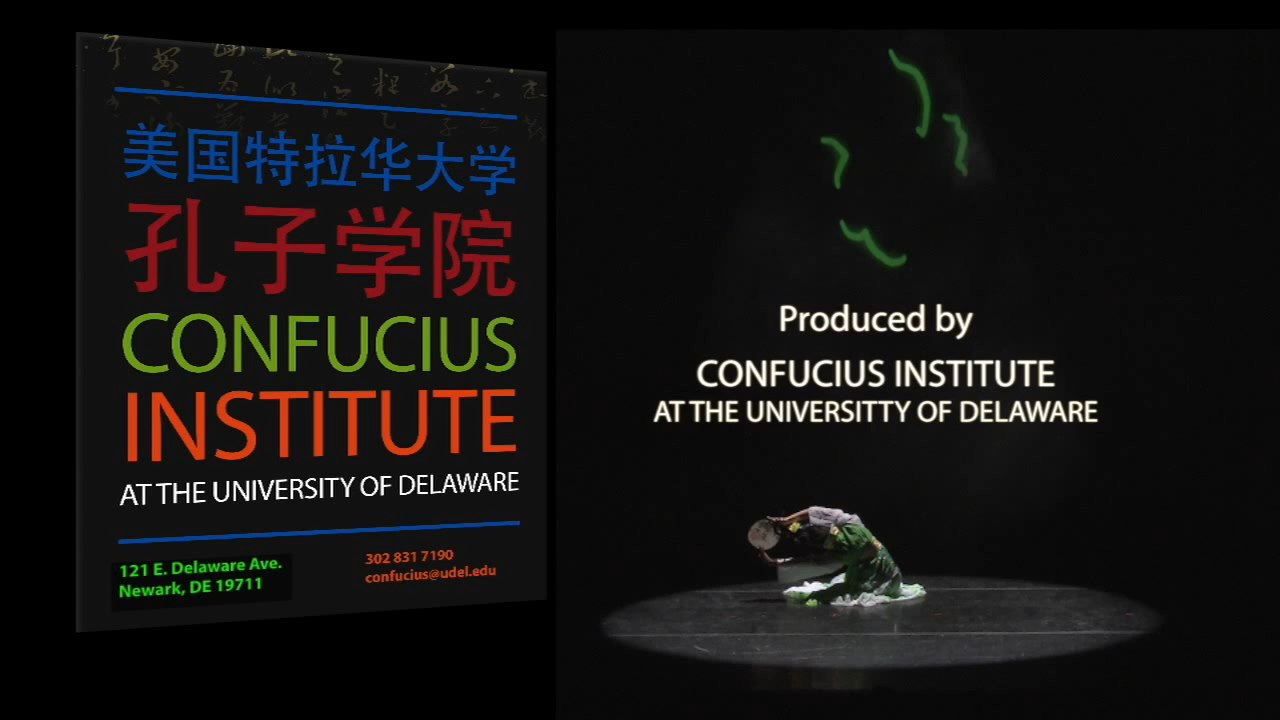 美国特拉华大学
孔子学院
CONFUCIUS
INSTITUTE
AT THE UNIVERSITY OF DELAWARE
121 E. Delaware Ave.
Newark, DE 19711
302 831 7190
confucius@udel.edu
Produced by
CONFUCIUS INSTITUTE
AT THE UNIVERSITTY OF DELAWARE